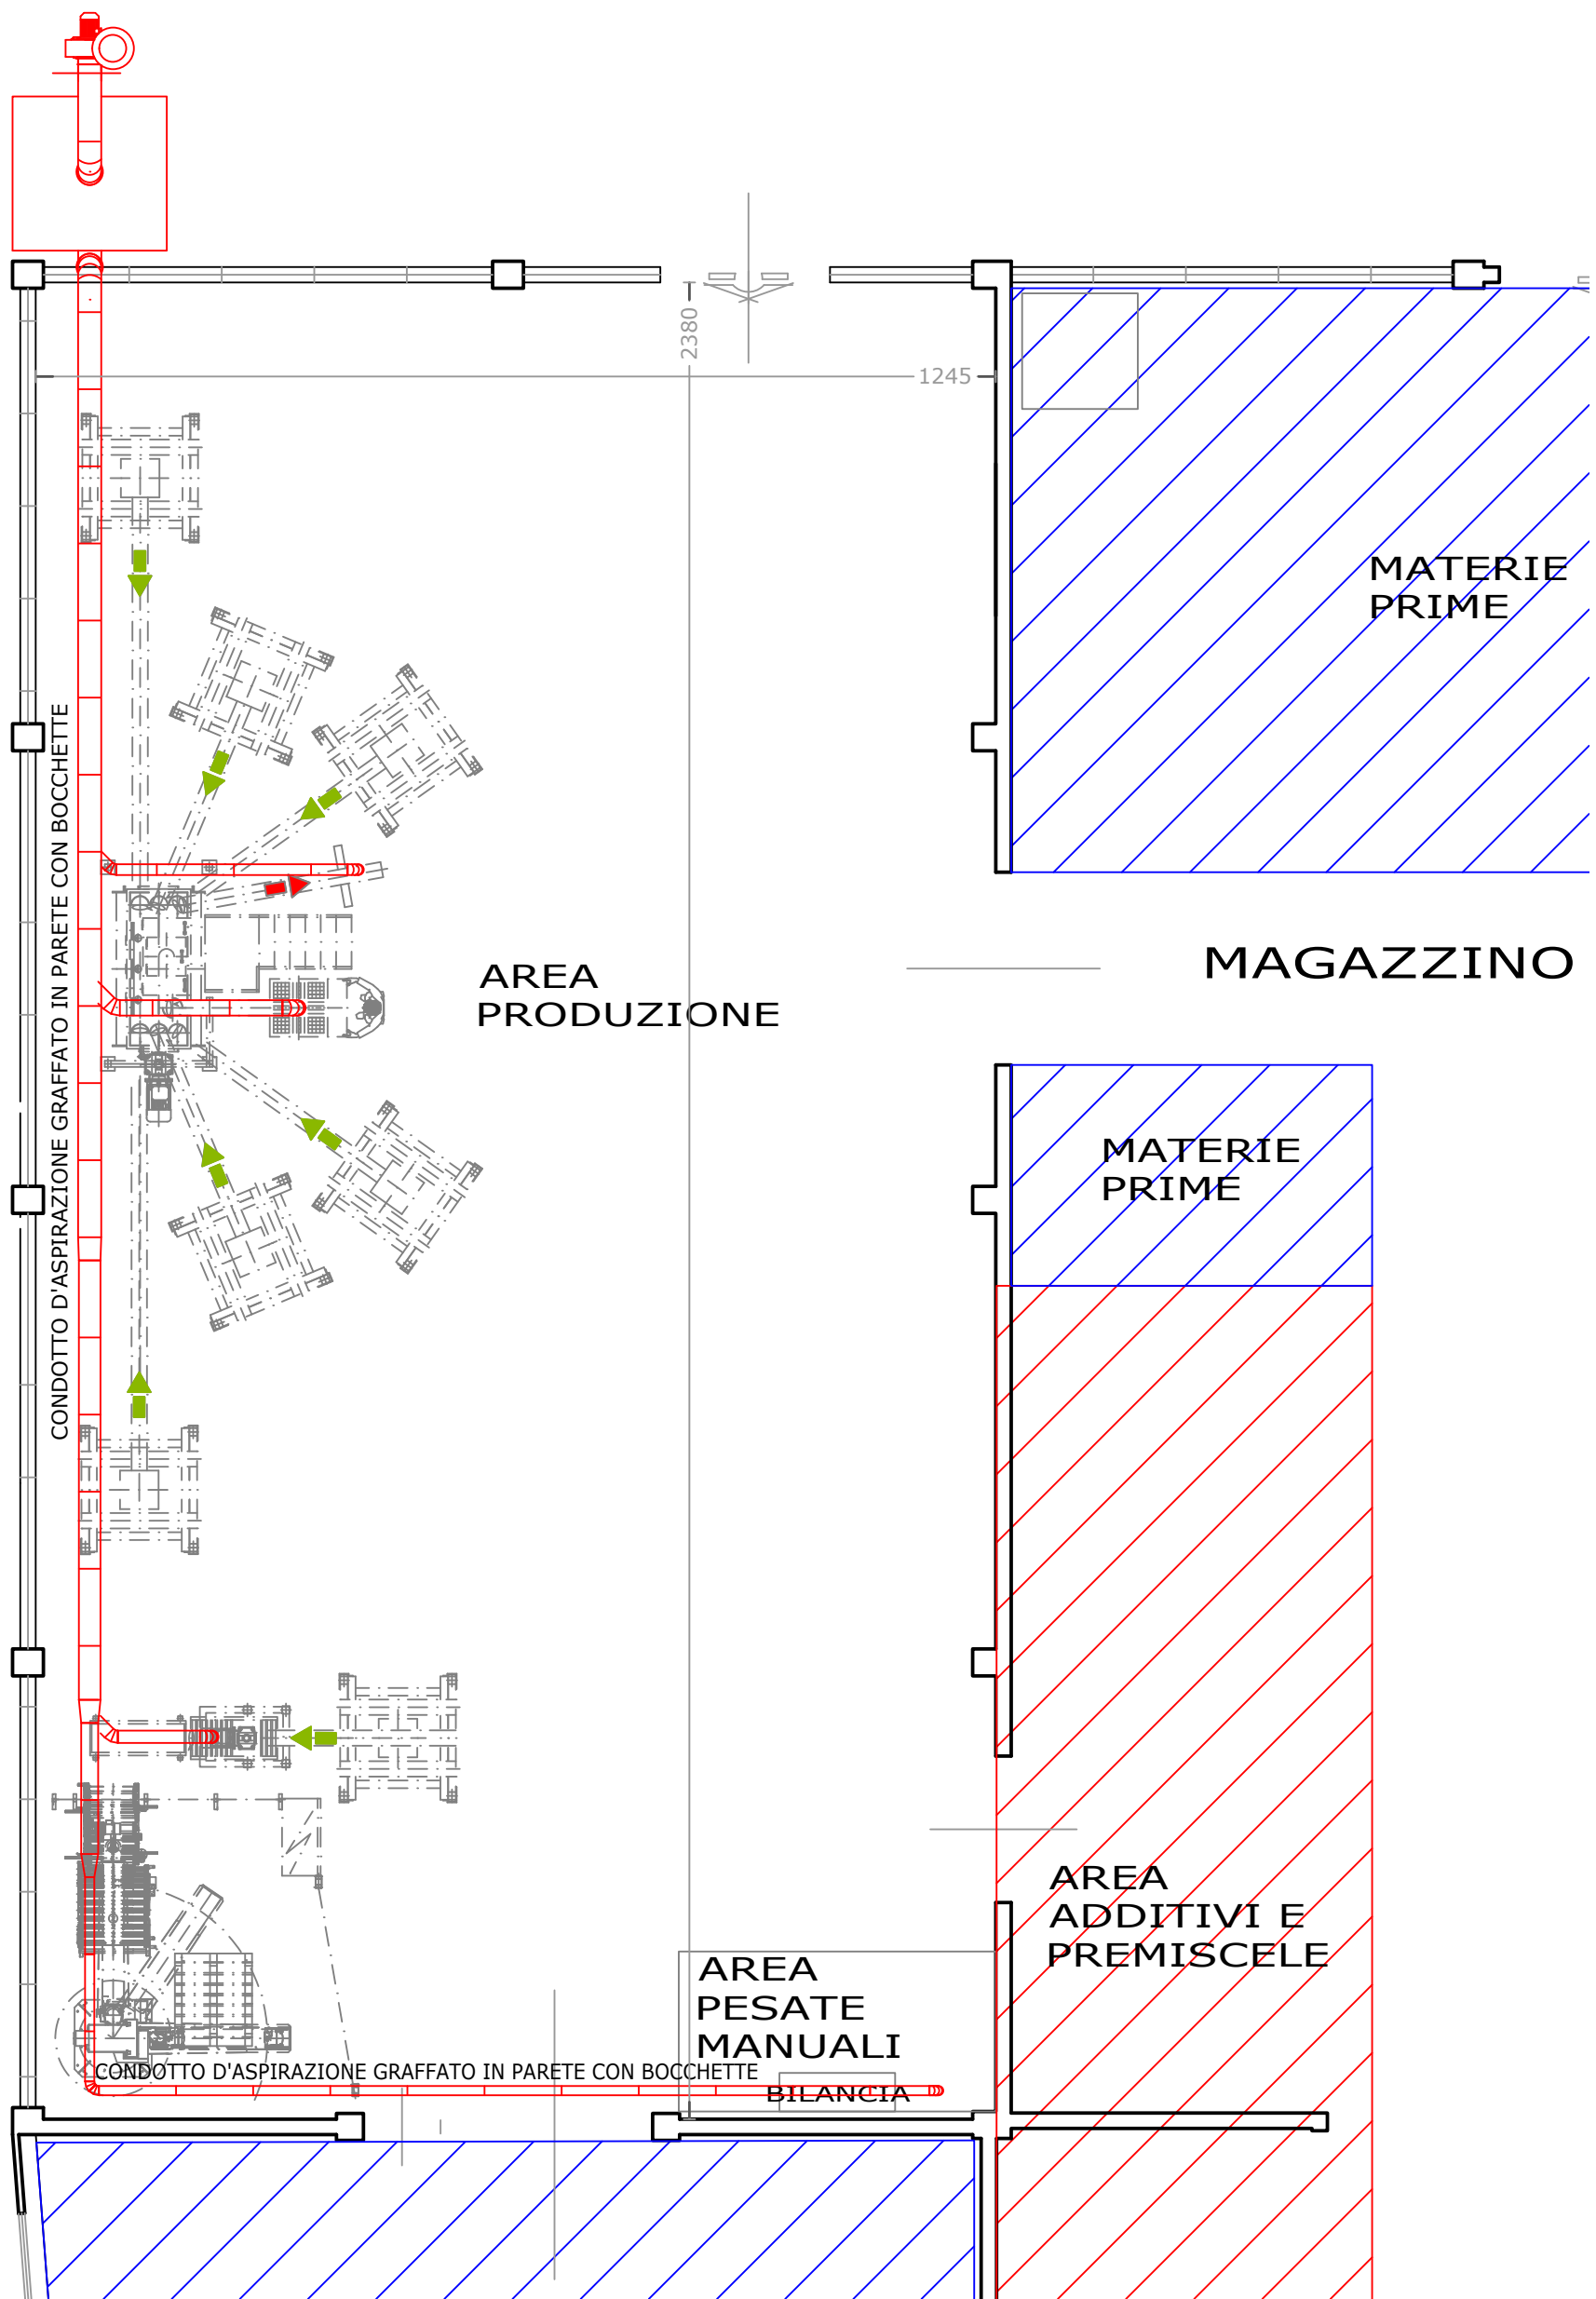 2380
1245
MATERIE
PRIME
CONDOTTO D'ASPIRAZIONE GRAFFATO IN PARETE CON BOCCHETTE
MAGAZZINO
AREA
PRODUZIONE
MATERIE
PRIME
AREA
ADDITIVI E
PREMISCELE
AREA
PESATE
MANUALI
CONDOTTO D'ASPIRAZIONE GRAFFATO IN PARETE CON BOCCHETTE
BILANCIA